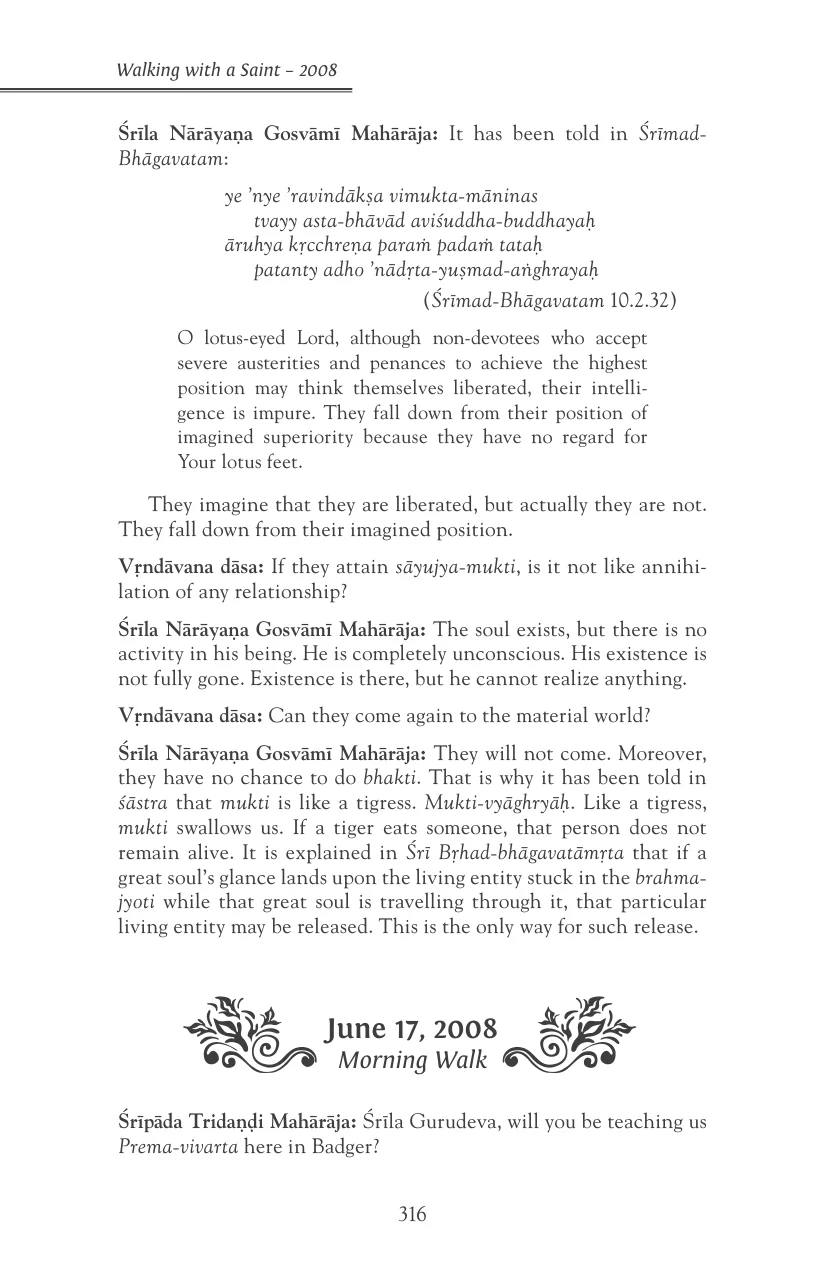 Walking with a Saint – 2008
Śrīla Nārāyaṇa Gosvāmī Mahārāja: It has been told in Śrīmad-
Bhāgavatam:
ye ’nye ’ravindākṣa vimukta-māninas
tvayy asta-bhāvād aviśuddha-buddhayaḥ
āruhya kṛcchreṇa paraṁ padaṁ tataḥ
patanty adho ’nādṛta-yuṣmad-aṅghrayaḥ
(Śrīmad-Bhāgavatam 10.2.32)
O lotus-eyed Lord, although non-devotees who accept
severe austerities and penances to achieve the highest
position may think themselves liberated, their intelli-
gence is impure. They fall down from their position of
imagined superiority because they have no regard for
Your lotus feet.
They imagine that they are liberated, but actually they are not.
They fall down from their imagined position.
Vṛndāvana dāsa: If they attain sāyujya-mukti, is it not like annihi-
lation of any relationship?
Śrīla Nārāyaṇa Gosvāmī Mahārāja: The soul exists, but there is no
activity in his being. He is completely unconscious. His existence is
not fully gone. Existence is there, but he cannot realize anything.
Vṛndāvana dāsa: Can they come again to the material world?
Śrīla Nārāyaṇa Gosvāmī Mahārāja: They will not come. Moreover,
they have no chance to do bhakti. That is why it has been told in
śāstra that mukti is like a tigress. Mukti-vyāghryāḥ. Like a tigress,
mukti swallows us. If a tiger eats someone, that person does not
remain alive. It is explained in Śrī Bṛhad-bhāgavatāmṛta that if a
great soul’s glance lands upon the living entity stuck in the brahma-
jyoti while that great soul is travelling through it, that particular
living entity may be released. This is the only way for such release.
June 17, 2008
Morning Walk
Śrīpāda Tridaṇḍi Mahārāja: Śrīla Gurudeva, will you be teaching us
Prema-vivarta here in Badger?
316